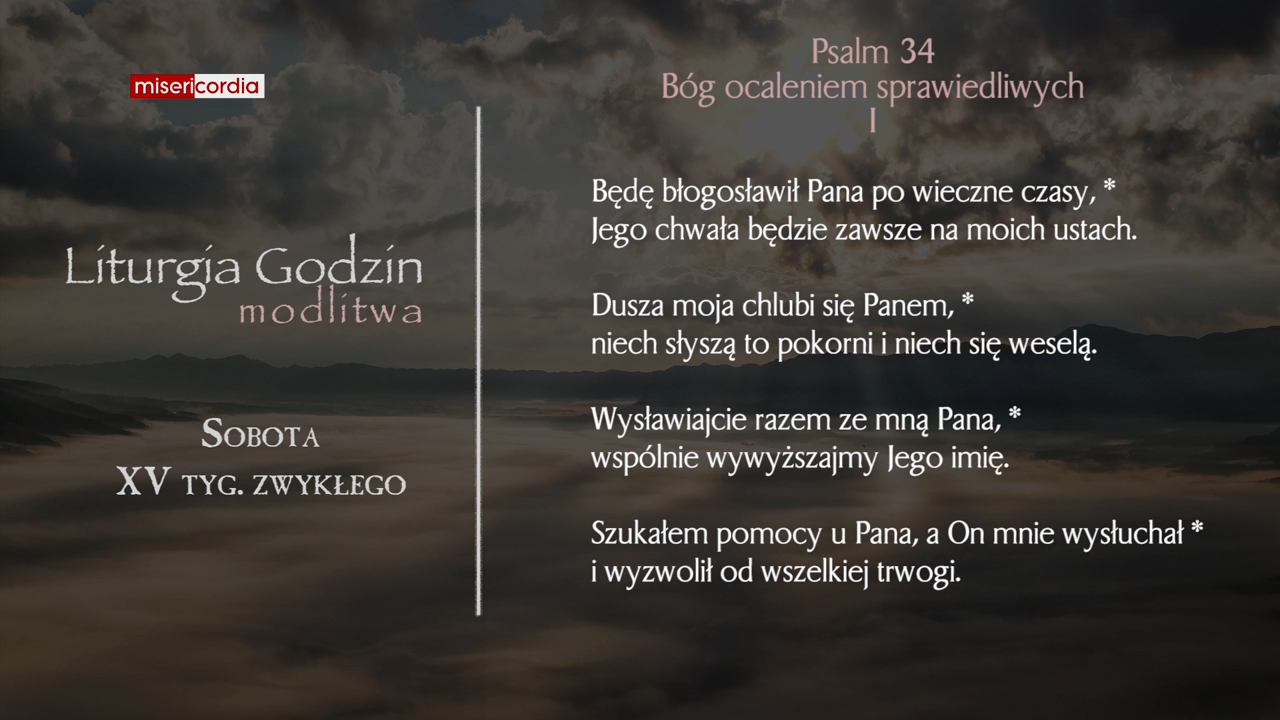 misericordia
Liturgia Godzin
modlitwa
Sobota
XV tyg. zwykłego
Psalm 34
Bóg ocaleniem sprawiedliwych
I
Będę błogosławił Pana po wieczne czasy, *
Jego chwała będzie zawsze na moich ustach.
Dusza moja chlubi się Panem, *
niech słyszą to pokorni i niech się weselą.
Wysławiajcie razem ze mną Pana, *
wspólnie wywyższajmy Jego imię.
Szukałem pomocy u Pana, a On mnie wysłuchał *
i wyzwolił od wszelkiej trwogi.